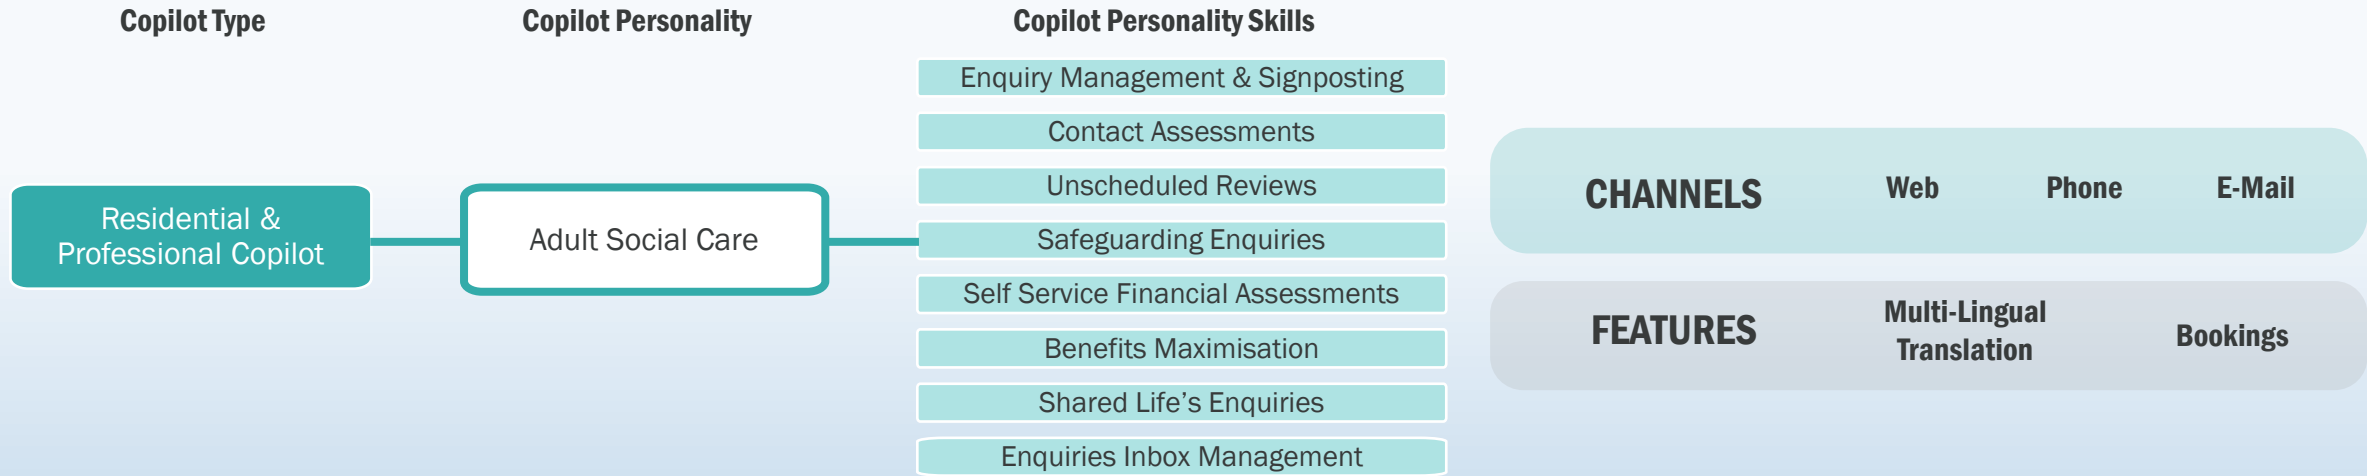 Copilot Type
Copilot Personality
Copilot Personality Skills
Residential &
Professional Copilot
Adult Social Care
Enquiry Management & Signposting
Contact Assessments
Unscheduled Reviews
Safeguarding Enquiries
Self Service Financial Assessments
Benefits Maximisation
Shared Life's Enquiries
Enquiries Inbox Management
CHANNELS
Web
Phone
E-Mail
FEATURES
Multi-Lingual
Translation
Bookings